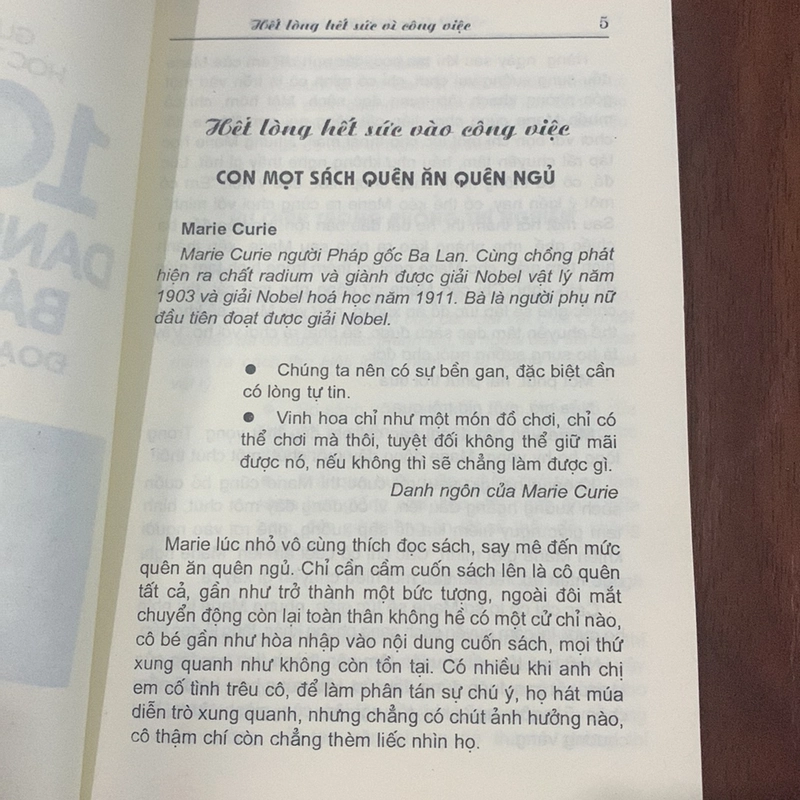 Hết lòng hết sức vì công việc 5
Hết lòng hết sức vào công việc
CON MỌT SÁCH QUÊN ĂN QUÊN NGỦ
Marie Curie
Marie Curie người Pháp gốc Ba Lan. Cùng chồng phát
hiện ra chất radium và giành được giải Nobel vật lý năm
1903 và giải Nobel hoá học năm 1911. Bà là người phụ nữ
đầu tiên đoạt được giải Nobel.
● Chúng ta nên có sự bền gan, đặc biệt cần
có lòng tự tin.
● Vinh hoa chỉ như một món đồ chơi, chỉ có
thể chơi mà thôi, tuyệt đối không thể giữ mãi
được nó, nếu không thì sẽ chẳng làm được gì.
Danh ngôn của Marie Curie
Marie lúc nhỏ vô cùng thích đọc sách, say mê đến mức
quên ăn quên ngủ. Chỉ cần cầm cuốn sách lên là cô quên
tất cả, gần như trở thành một bức tượng, ngoài đôi mắt
chuyển động còn lại toàn thân không hề có một cử chỉ nào,
cô bé gần như hòa nhập vào nội dung cuốn sách, mọi thứ
xung quanh như không còn tồn tại. Có nhiều khi anh chị
em cố tình trêu cô, để làm phân tán sự chú ý, họ hát múa
diễn trò xung quanh, nhưng chẳng có chút ảnh hưởng nào,
cô thậm chí còn chẳng thèm liếc nhìn họ.